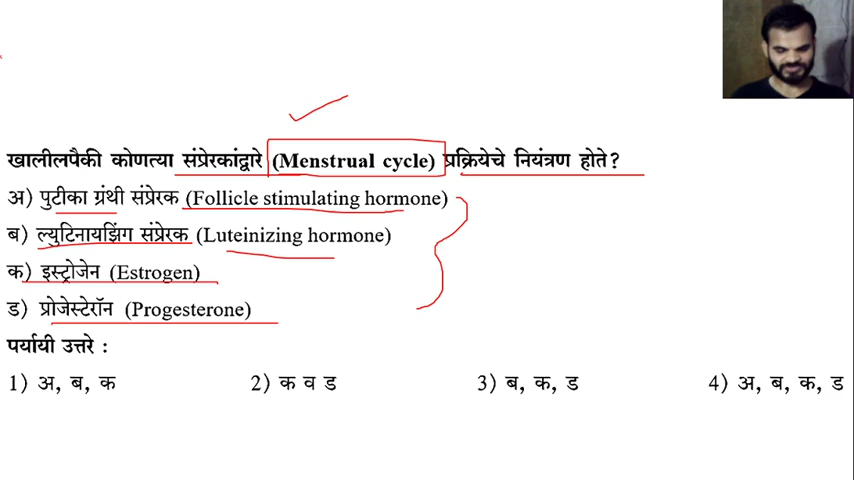 खालीलपैकी कोणत्या संप्रेरकांद्वारे (Menstrual cycle) प्रक्रियेचे नियंत्रण होते?
अ) पुटीका ग्रंथी संप्रेरक (Follicle stimulating hormone)
ब) ल्युटिनायझिंग संप्रेरक (Luteinizing hormone)
क) इस्ट्रोजेन (Estrogen)
ड) प्रोजेस्टेरॉन (Progesterone)
पर्यायी उत्तरे :
1) अ, ब, क 2) क व ड 3) ब, क, ड 4) अ, ब, क, ड